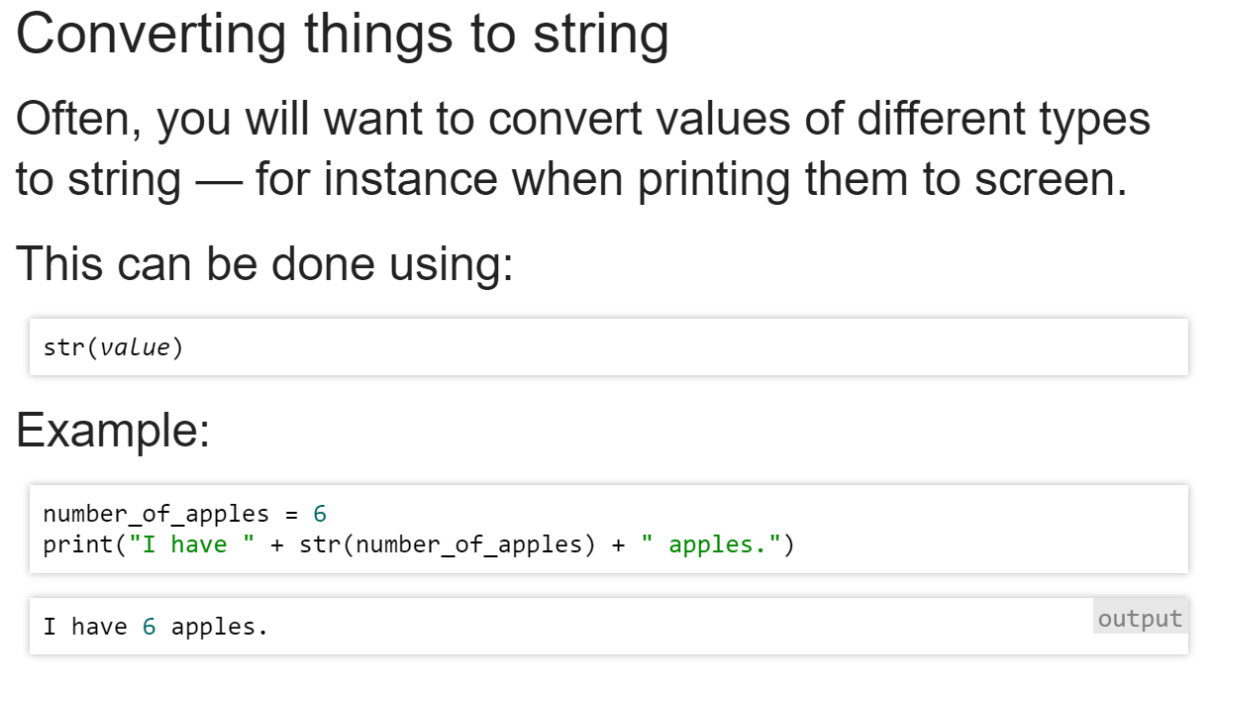 Converting things to string
Often, you will want to convert values of different types
to string — for instance when printing them to screen.
This can be done using:
str(value)
Example:
number_of_apples = 6
print("I have " + str(number_of_apples) + " apples.")
output
I have 6 apples.